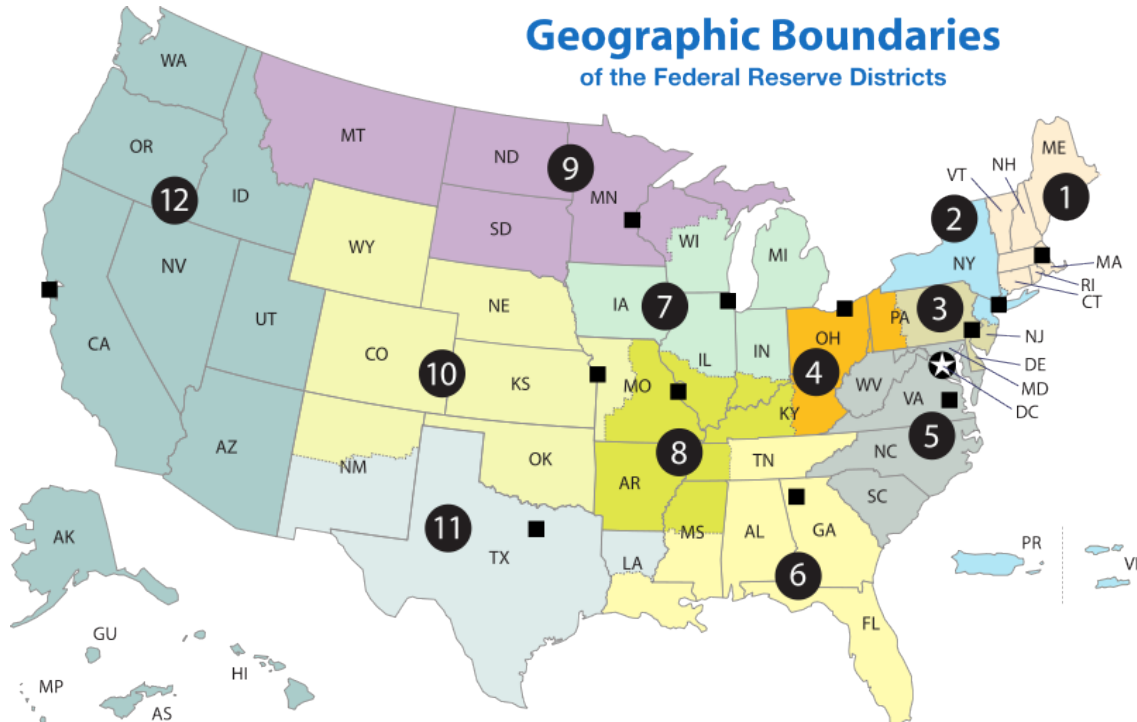 Geographic Boundaries
of the Federal Reserve Districts
WA
MT
ND
9
ME
NH
VT
1
OR
ID
12
MN
2
SD
WI
MI
NY
MA
RI
CT
WY
NV
IA
7
NE
PA
3
NJ
UT
CA
CO
10
KS
MO
IL
IN
OH
4
WV
VA
DE
MD
DC
KY
5
AZ
NM
OK
AR
8
TN
NC
SC
11
TX
MS
AL
GA
LA
6
FL
AK
PR
VI
GU
HI
MP
AS